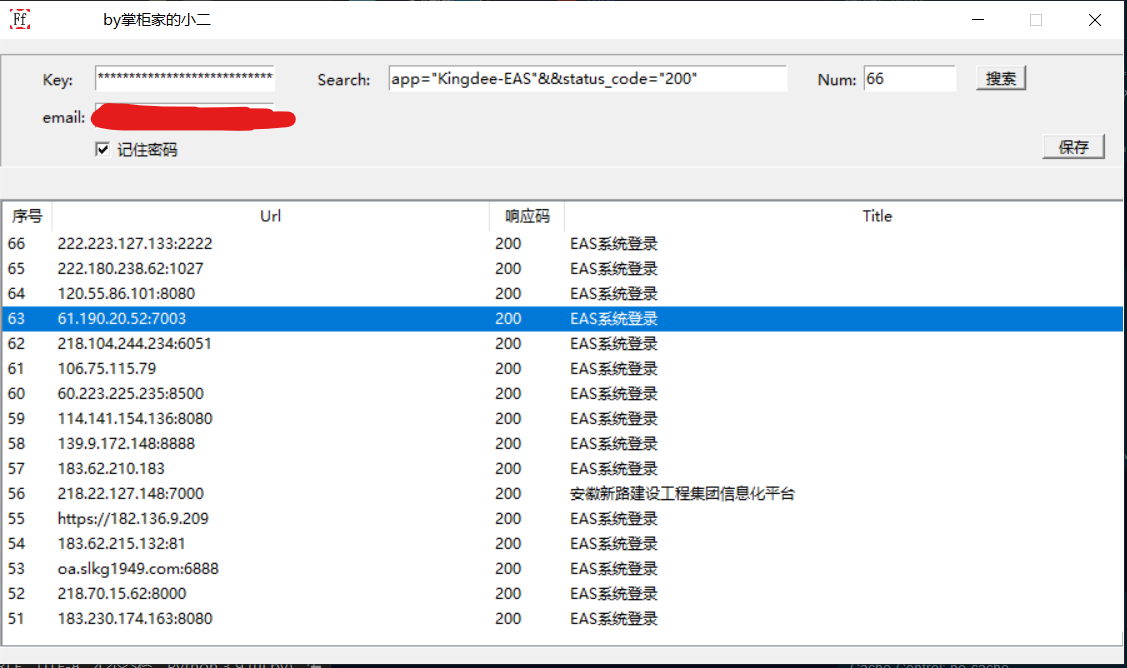 Ff by掌柜家的小二
Key: **************************** Search: app="Kingdee-EAS"&&status_code="200" Num: 66 搜索
email:
记住密码 保存
序号 Url 响应码 Title
66 222.223.127.133:2222 200 EAS系统登录
65 222.180.238.62:1027 200 EAS系统登录
64 120.55.86.101:8080 200 EAS系统登录
63 61.190.20.52:7003 200 EAS系统登录
62 218.104.244.234:6051 200 EAS系统登录
61 106.75.115.79 200 EAS系统登录
60 60.223.225.235:8500 200 EAS系统登录
59 114.141.154.136:8080 200 EAS系统登录
58 139.9.172.148:8888 200 EAS系统登录
57 183.62.210.183 200 EAS系统登录
56 218.22.127.148:7000 200 安徽新路建设工程集团信息化平台
55 https://182.136.9.209 200 EAS系统登录
54 183.62.215.132:81 200 EAS系统登录
53 oa.slkg1949.com:6888 200 EAS系统登录
52 218.70.15.62:8000 200 EAS系统登录
51 183.230.174.163:8080 200 EAS系统登录